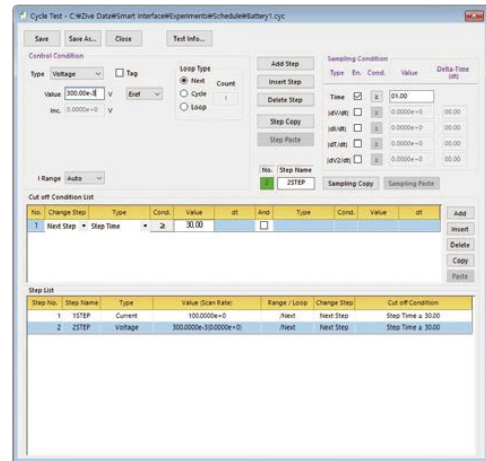 Cycle Test - C:₩Zive Data₩Smart Interface₩Experiments₩Schedule₩Battery1.cyc
Save Save As... Close Test Info...
Control Condition
Type Voltage Tag
Value 300.00e-3 V Eref
Inc. 0.0000e+0 V
I Range Auto
Loop Type
Next Count
Cycle 1
Loop
Add Step
Insert Step
Delete Step
Step Copy
Step Paste
No. Step Name
2 2STEP
Sampling Condition
Type En. Cond. Value Delta-Time (dt)
Time ≥ 01.00
|dV/dt| ≥ 0.0000e+0 00.00
|dI/dt| ≥ 0.0000e+0 00.00
|dT/dt| ≥ 0.0000e+0 00.00
|dV2/dt| ≥ 0.0000e+0 00.00
Sampling Copy Sampling Paste
Cut off Condition List
No. Change Step Type Cond. Value dt And Type Cond. Value dt
1 Next Step Step Time ≥ 30.00
Add
Insert
Delete
Copy
Paste
Step List
Step No. Step Name Type Value (Scan Rate) Range / Loop Change Step Cut off Condition
1 1STEP Current 100.0000e+0 /Next Next Step Step Time ≥ 30.00
2 2STEP Voltage 300.0000e-3(0.0000e+0) /Next Next Step Step Time ≥ 30.00